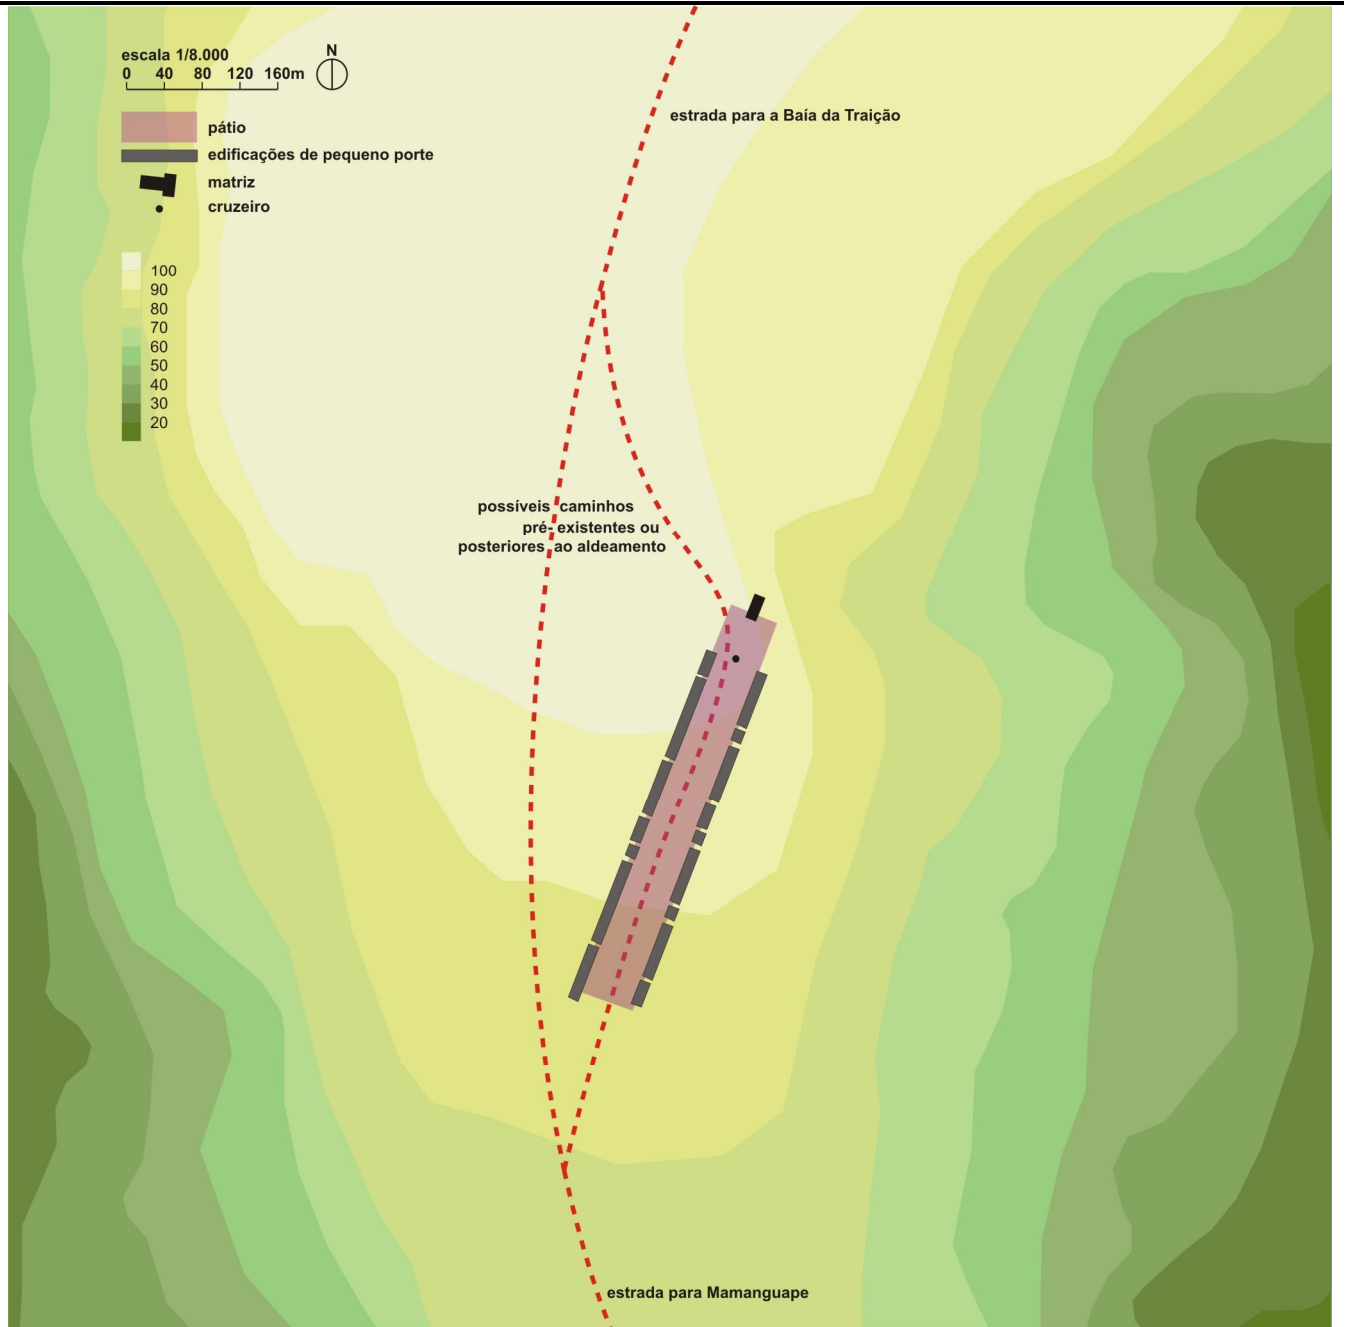 escala 1/8.000
0 40 80 120 160m
N
pátio
edificações de pequeno porte
matriz
cruzeiro
100
90
80
70
60
50
40
30
20
estrada para a Baía da Traição
possíveis caminhos
pré-existentes ou
posteriores ao aldeamento
estrada para Mamanguape